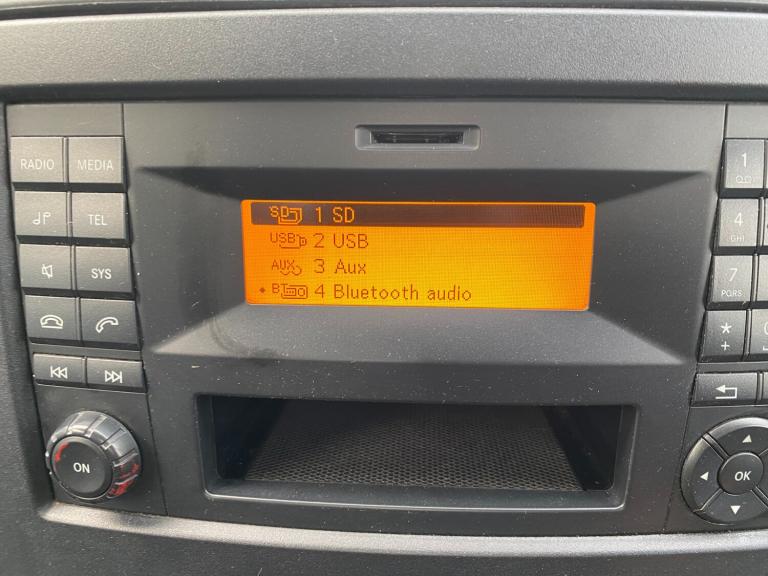 RADIO MEDIA
TEL
SYS
ON
SD 1 SD
USB 2 USB
AUX 3 Aux
BT 4 Bluetooth audio
1
4
GHI
7
PQRS
*
+
OK